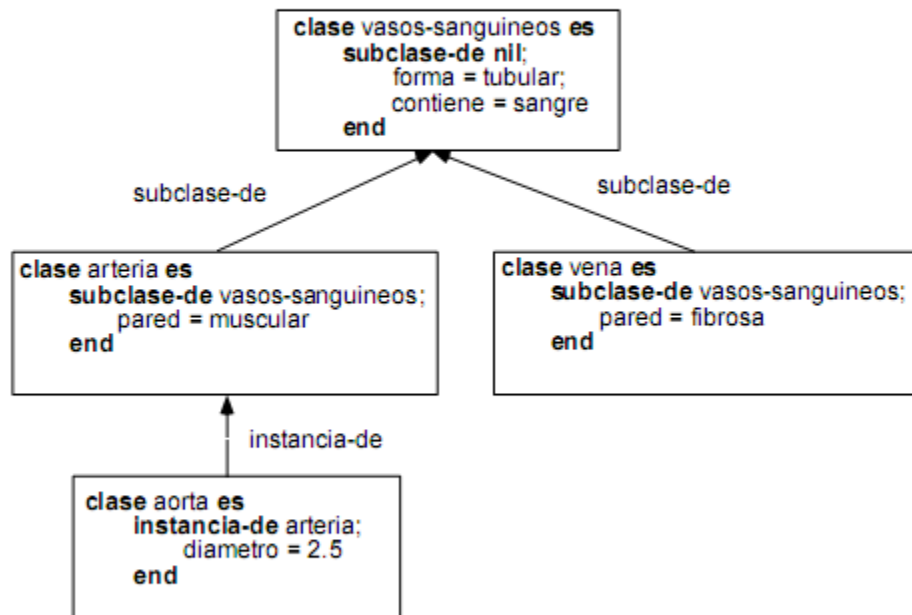 clase vasos-sanguineos es
subclase-de nil;
forma = tubular;
contiene = sangre
end
subclase-de
subclase-de
clase arteria es
subclase-de vasos-sanguineos;
pared = muscular
end
clase vena es
subclase-de vasos-sanguineos;
pared = fibrosa
end
instancia-de
clase aorta es
instancia-de arteria;
diametro = 2.5
end